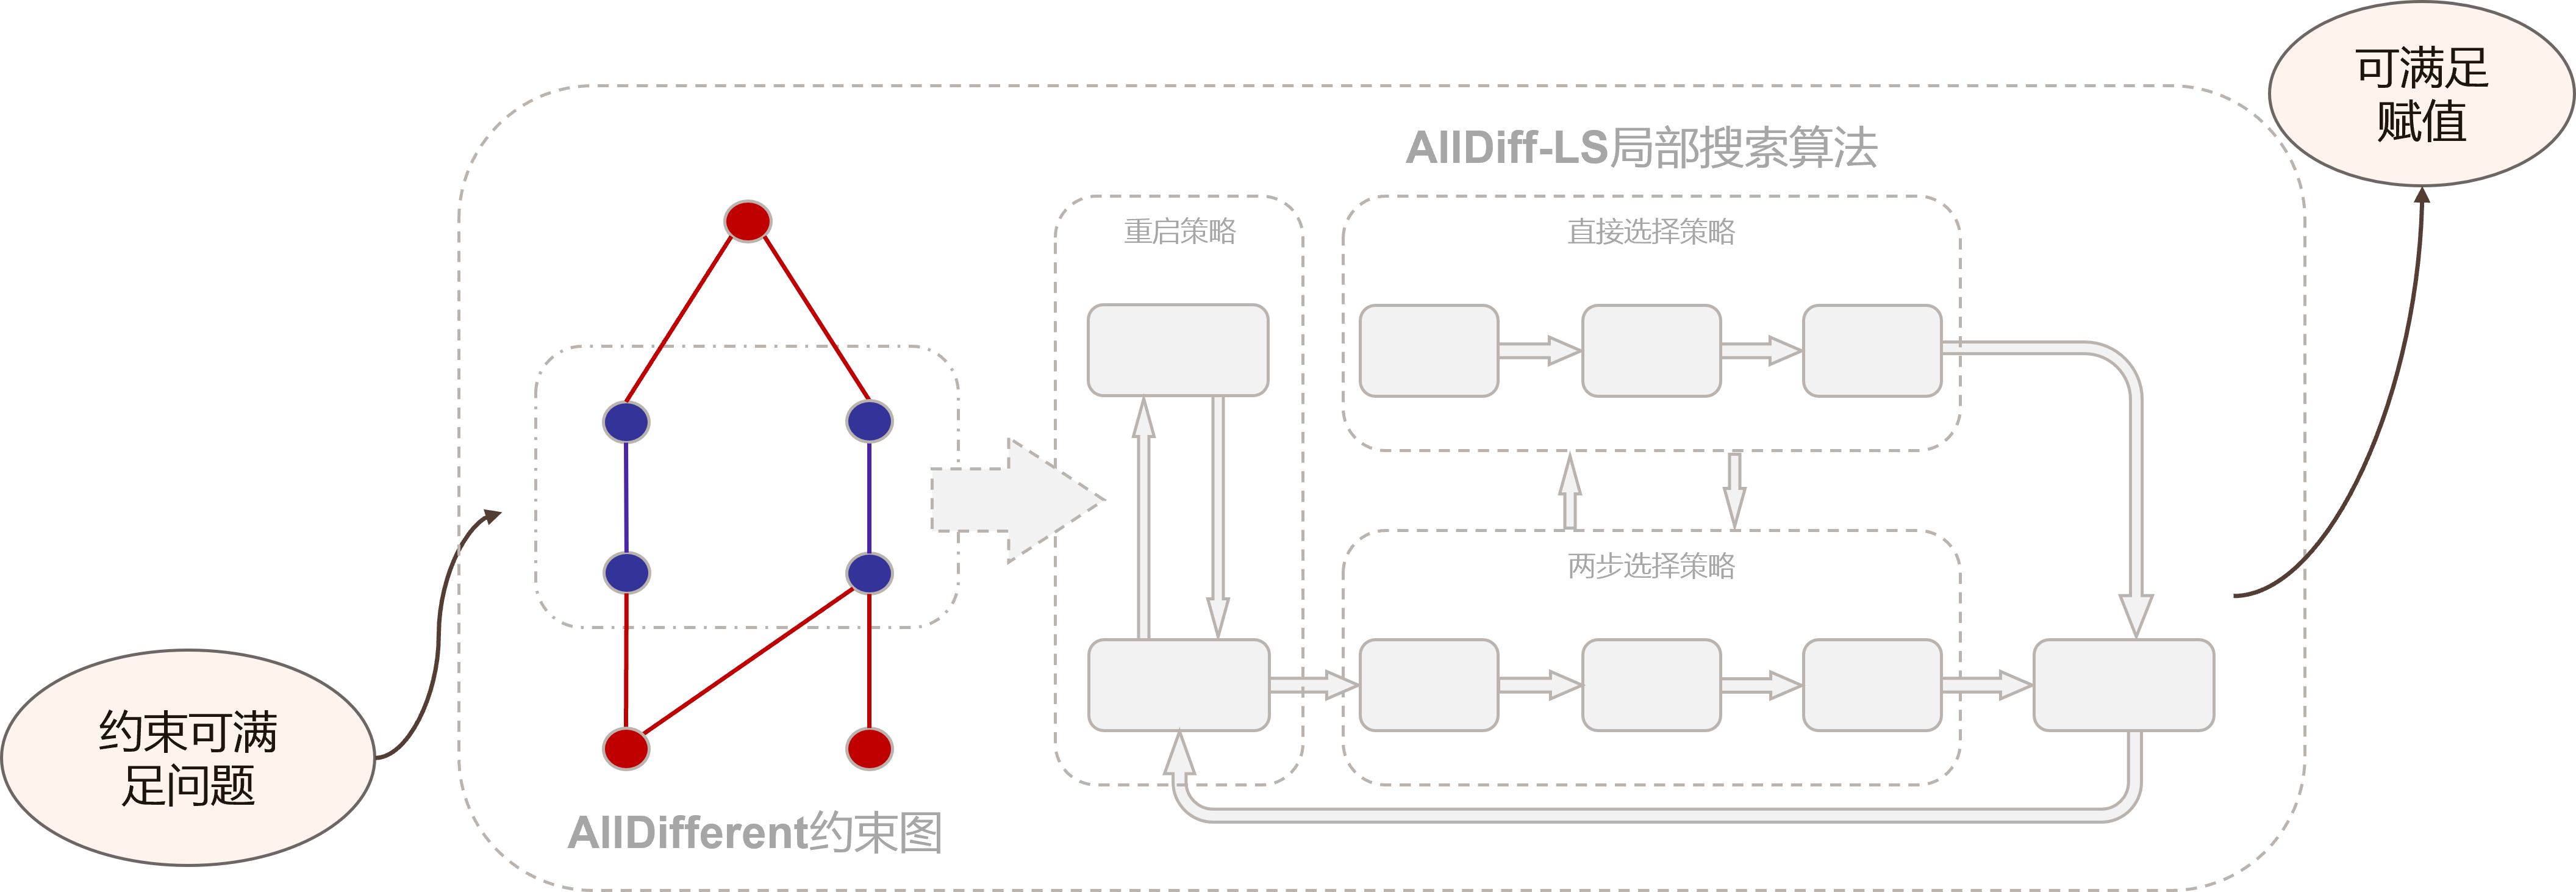 可满足
赋值
AllDiff-LS局部搜索算法
重启策略
直接选择策略
两步选择策略
约束可满
足问题
AllDifferent约束图